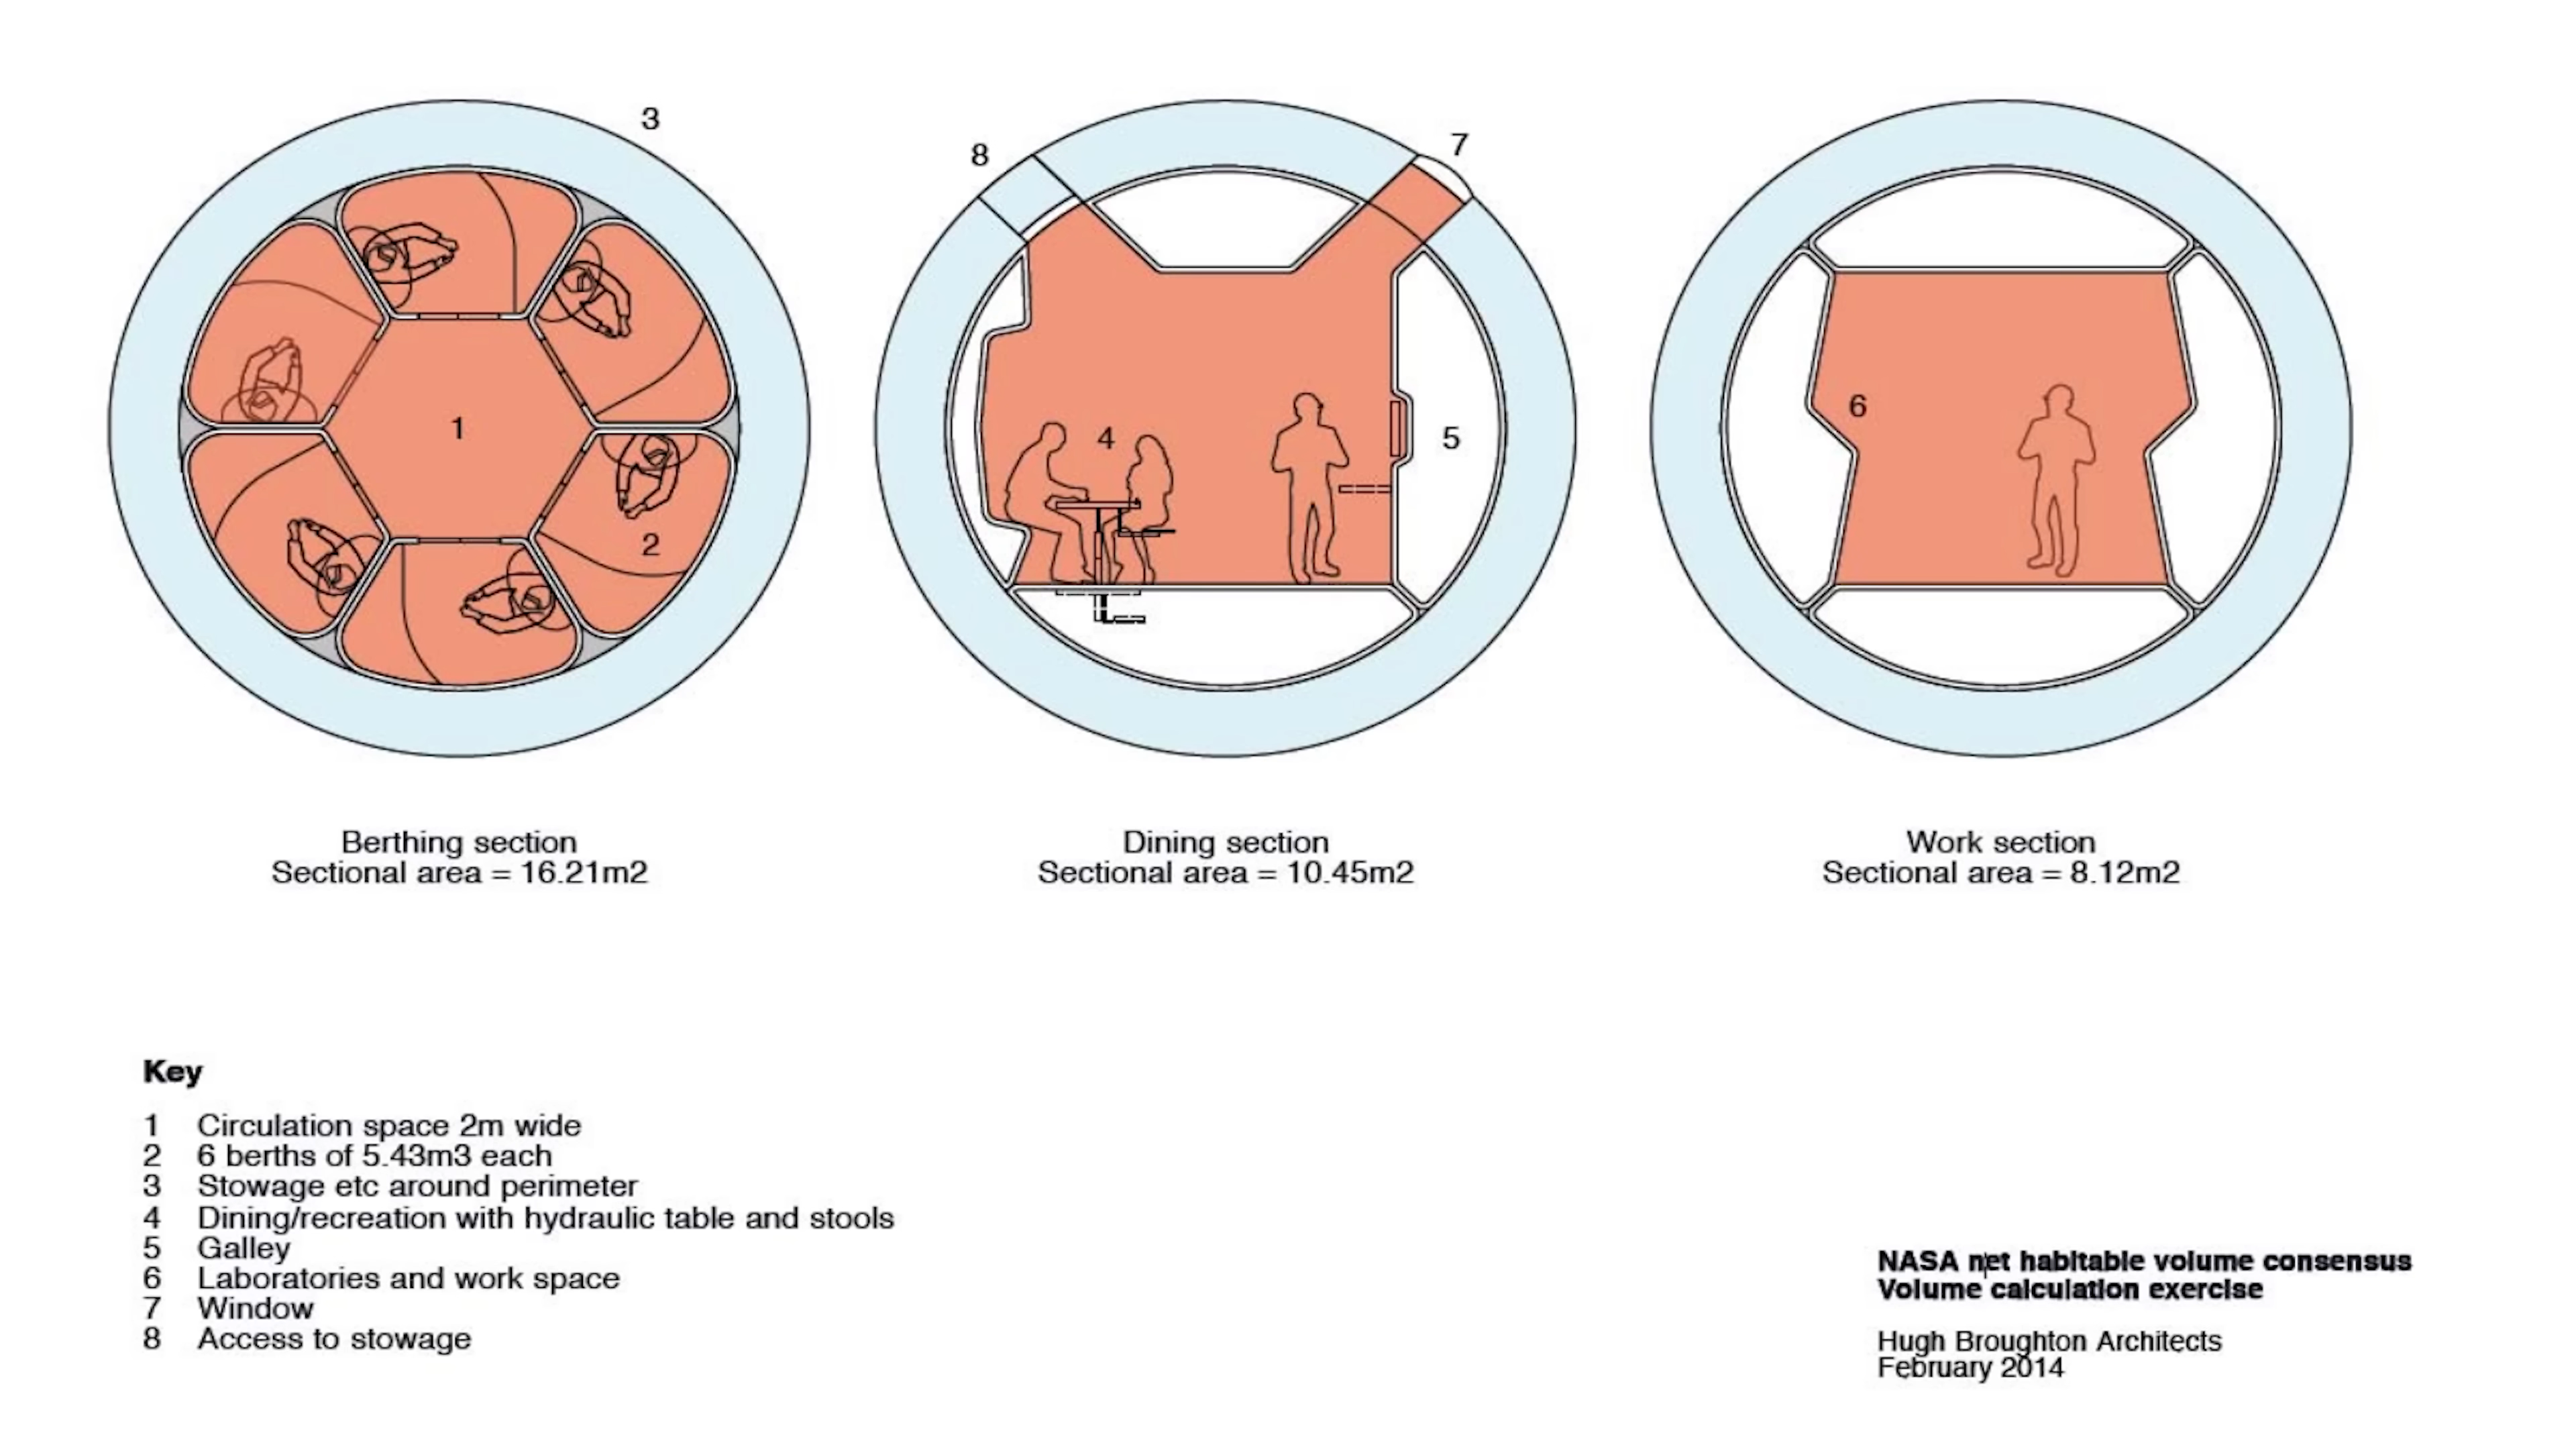 3
1
2
8
7
4
5
6
Berthing section
Sectional area = 16.21m2
Dining section
Sectional area = 10.45m2
Work section
Sectional area = 8.12m2
Key
1 Circulation space 2m wide
2 6 berths of 5.43m3 each
3 Stowage etc around perimeter
4 Dining/recreation with hydraulic table and stools
5 Galley
6 Laboratories and work space
7 Window
8 Access to stowage
NASA net habitable volume consensus
Volume calculation exercise
Hugh Broughton Architects
February 2014